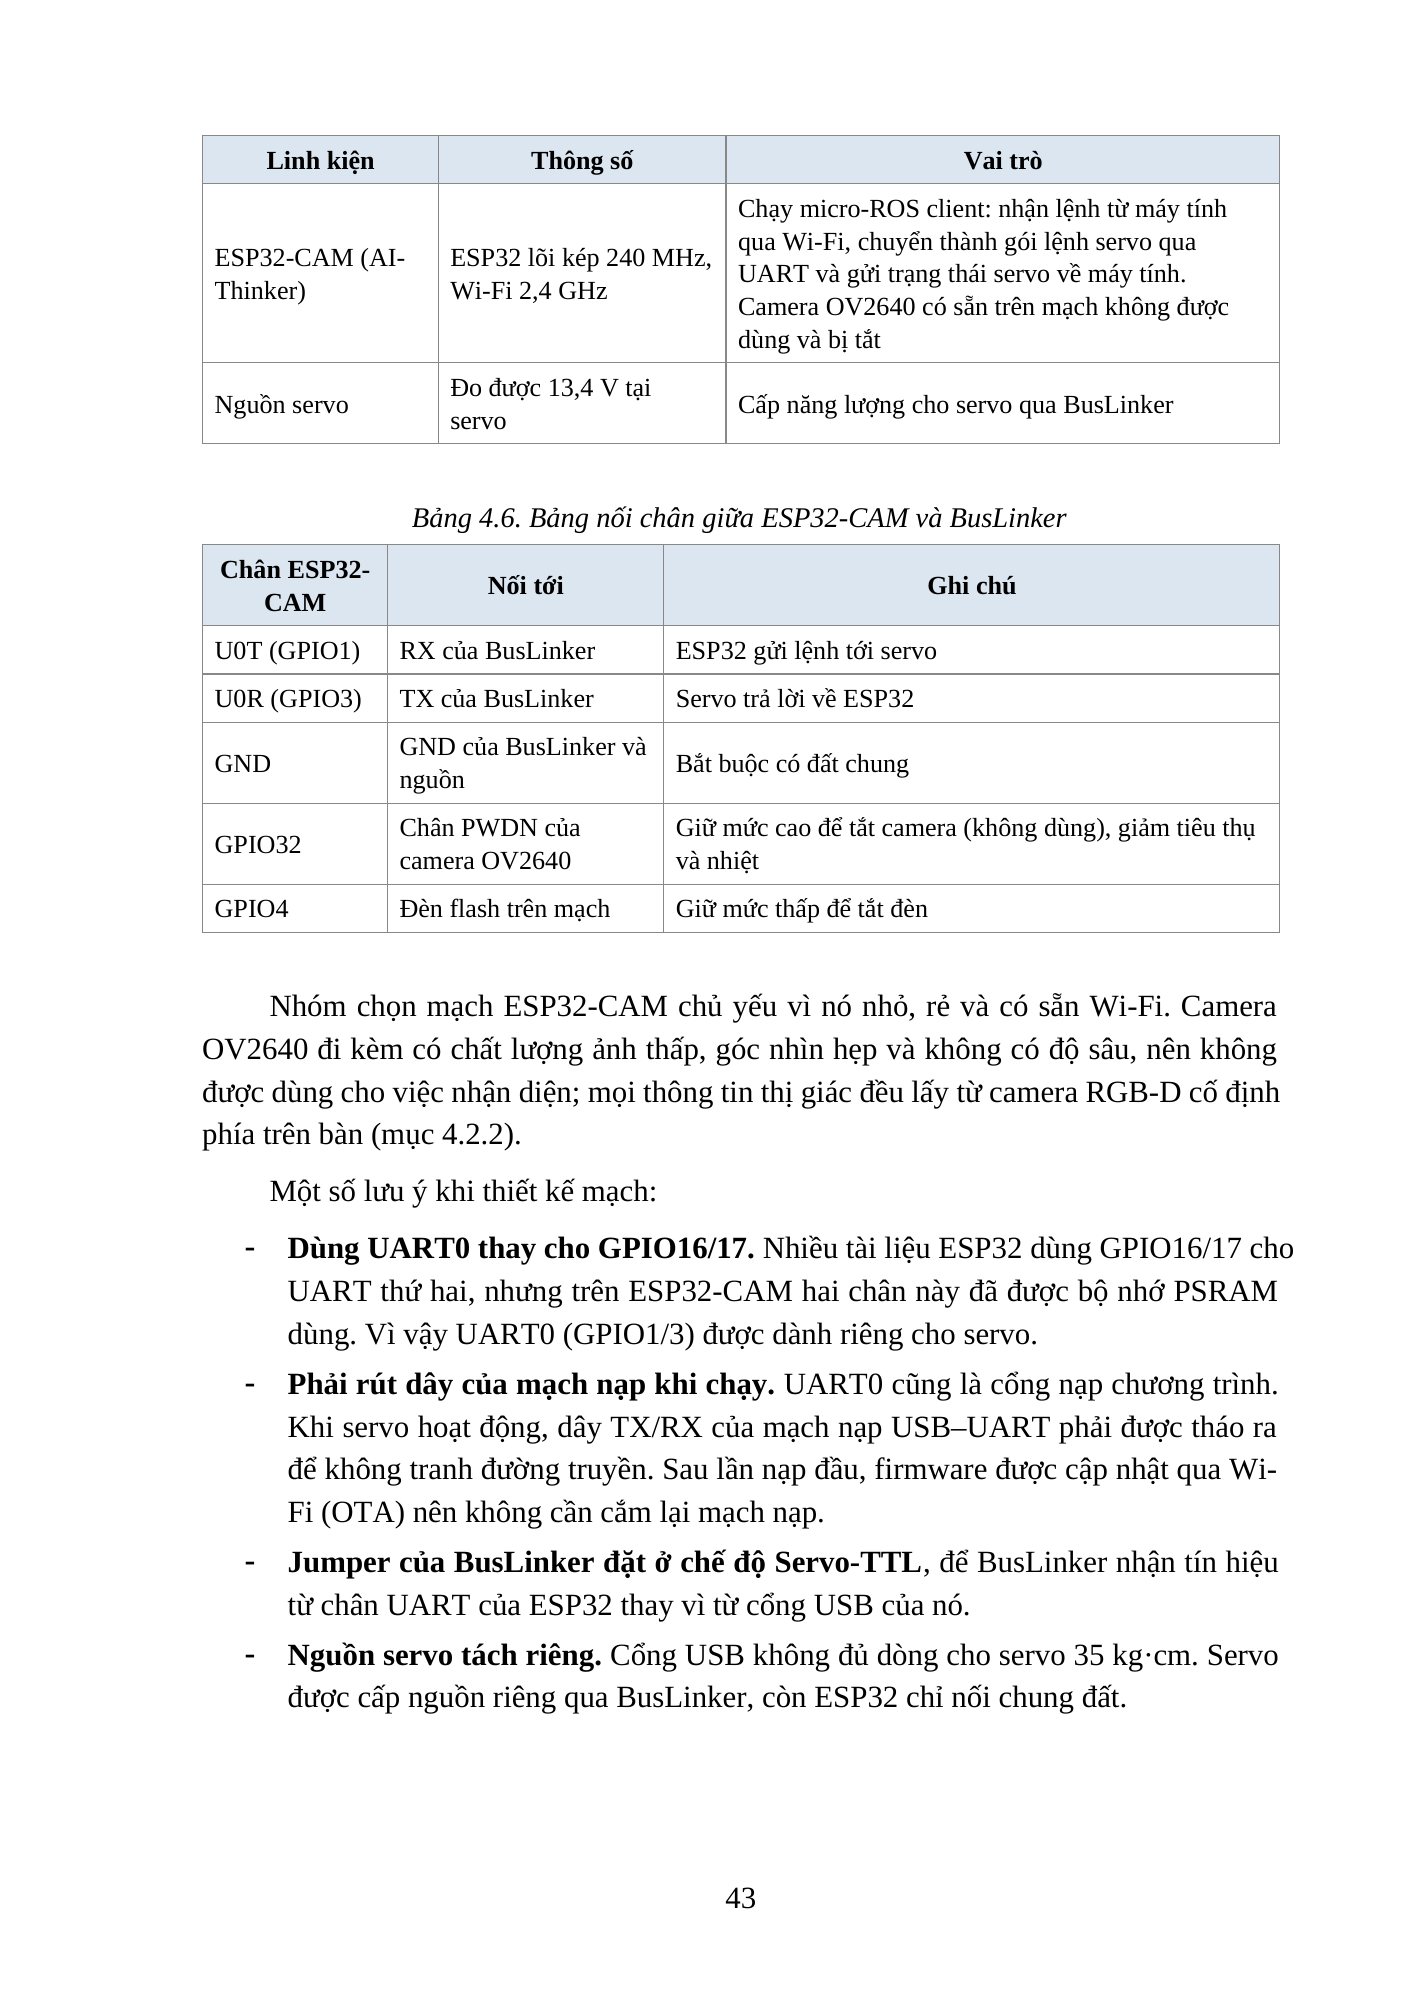 Linh kiện Thông số Vai trò
ESP32-CAM (AI-
Thinker)
ESP32 lõi kép 240 MHz,
Wi-Fi 2,4 GHz
Chạy micro-ROS client: nhận lệnh từ máy tính
qua Wi-Fi, chuyển thành gói lệnh servo qua
UART và gửi trạng thái servo về máy tính.
Camera OV2640 có sẵn trên mạch không được
dùng và bị tắt
Nguồn servo
Đo được 13,4 V tại
servo
Cấp năng lượng cho servo qua BusLinker
Bảng 4.6. Bảng nối chân giữa ESP32-CAM và BusLinker
Chân ESP32-
CAM
Nối tới
Ghi chú
U0T (GPIO1) RX của BusLinker ESP32 gửi lệnh tới servo
U0R (GPIO3) TX của BusLinker Servo trả lời về ESP32
GND
GND của BusLinker và
nguồn
Bắt buộc có đất chung
GPIO32
Chân PWDN của
camera OV2640
Giữ mức cao để tắt camera (không dùng), giảm tiêu thụ
và nhiệt
GPIO4 Đèn flash trên mạch Giữ mức thấp để tắt đèn
Nhóm chọn mạch ESP32-CAM chủ yếu vì nó nhỏ, rẻ và có sẵn Wi-Fi. Camera
OV2640 đi kèm có chất lượng ảnh thấp, góc nhìn hẹp và không có độ sâu, nên không
được dùng cho việc nhận diện; mọi thông tin thị giác đều lấy từ camera RGB-D cố định
phía trên bàn (mục 4.2.2).
Một số lưu ý khi thiết kế mạch:
- Dùng UART0 thay cho GPIO16/17. Nhiều tài liệu ESP32 dùng GPIO16/17 cho
UART thứ hai, nhưng trên ESP32-CAM hai chân này đã được bộ nhớ PSRAM
dùng. Vì vậy UART0 (GPIO1/3) được dành riêng cho servo.
- Phải rút dây của mạch nạp khi chạy. UART0 cũng là cổng nạp chương trình.
Khi servo hoạt động, dây TX/RX của mạch nạp USB–UART phải được tháo ra
để không tranh đường truyền. Sau lần nạp đầu, firmware được cập nhật qua Wi-
Fi (OTA) nên không cần cắm lại mạch nạp.
- Jumper của BusLinker đặt ở chế độ Servo-TTL, để BusLinker nhận tín hiệu
từ chân UART của ESP32 thay vì từ cổng USB của nó.
- Nguồn servo tách riêng. Cổng USB không đủ dòng cho servo 35 kg·cm. Servo
được cấp nguồn riêng qua BusLinker, còn ESP32 chỉ nối chung đất.
43